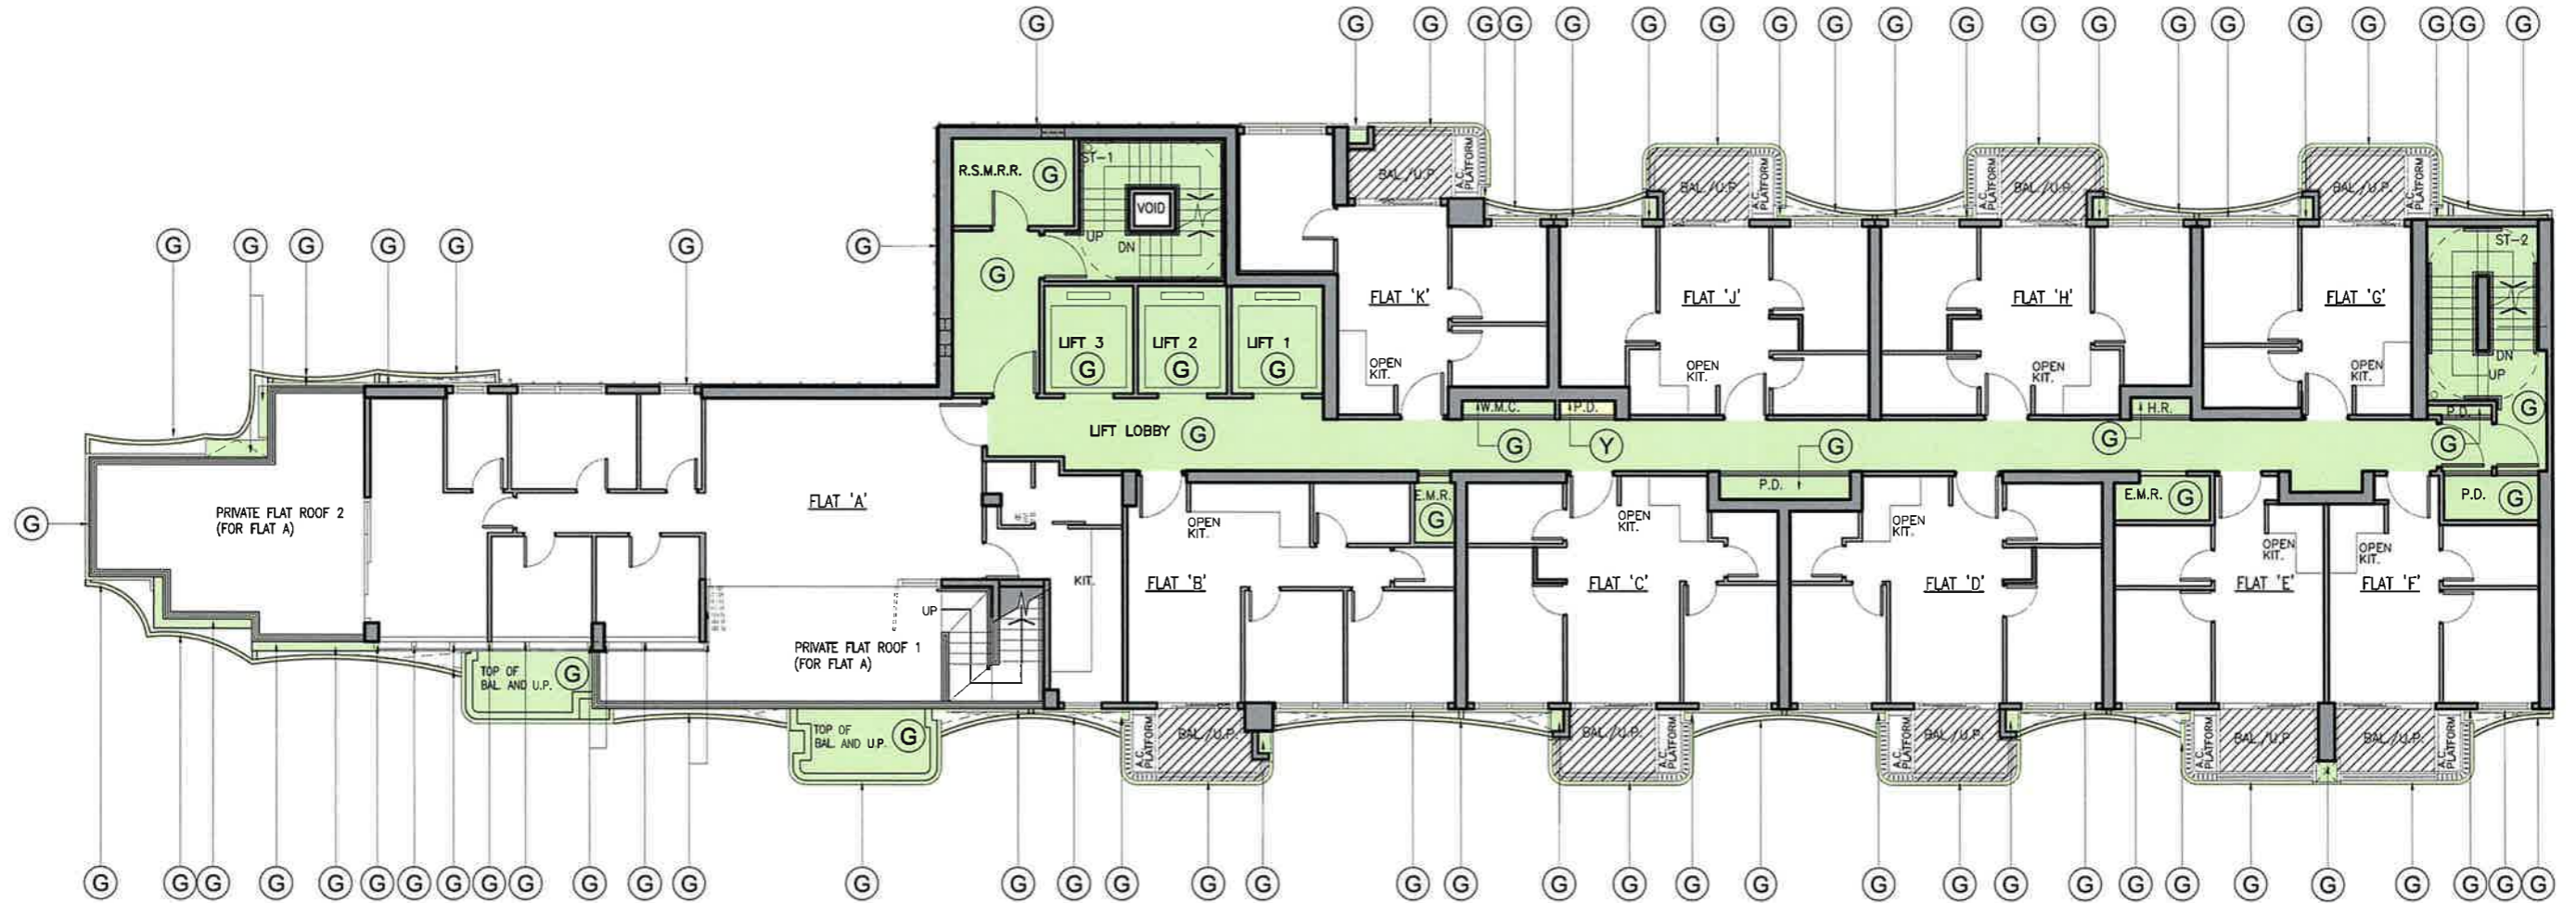 G G G G G G G G G G G G G G G G G G G G G
R.S.M.R.R. G
ST-1
VOID
UP
DN
BAL./U.P.
A.C. PLATFORM
BAL./U.P.
A.C. PLATFORM
A.C. PLATFORM
BAL./U.P.
BAL./U.P.
A.C. PLATFORM
G G G G G G G
G
ST-2
FLAT 'K'
FLAT 'J'
FLAT 'H'
FLAT 'G'
LIFT 3
G
LIFT 2
G
LIFT 1
G
OPEN
KIT.
OPEN
KIT.
OPEN
KIT.
OPEN
KIT.
DN
UP
W.M.C.
P.D.
H.R.
P.D.
G
LIFT LOBBY G
G
Y
G
G
G
G
PRIVATE FLAT ROOF 2
(FOR FLAT A)
FLAT 'A'
OPEN
KIT.
E.M.R.
G
OPEN
KIT.
P.D.
OPEN
KIT.
E.M.R. G
OPEN
KIT.
OPEN
KIT.
P.D. G
KIT.
FLAT 'B'
FLAT 'C'
FLAT 'D'
FLAT 'E'
FLAT 'F'
UP
PRIVATE FLAT ROOF 1
(FOR FLAT A)
TOP OF
BAL. AND U.P.
G
TOP OF
BAL. AND U.P.
G
A.C. PLATFORM
BAL./U.P.
BAL./U.P.
A.C. PLATFORM
A.C. PLATFORM
BAL./U.P.
A.C. PLATFORM
BAL./U.P.
BAL./U.P.
A.C. PLATFORM
G G G G G G G G G G G G G G G G G G G G G G G G G G G G G G G G G G G G G